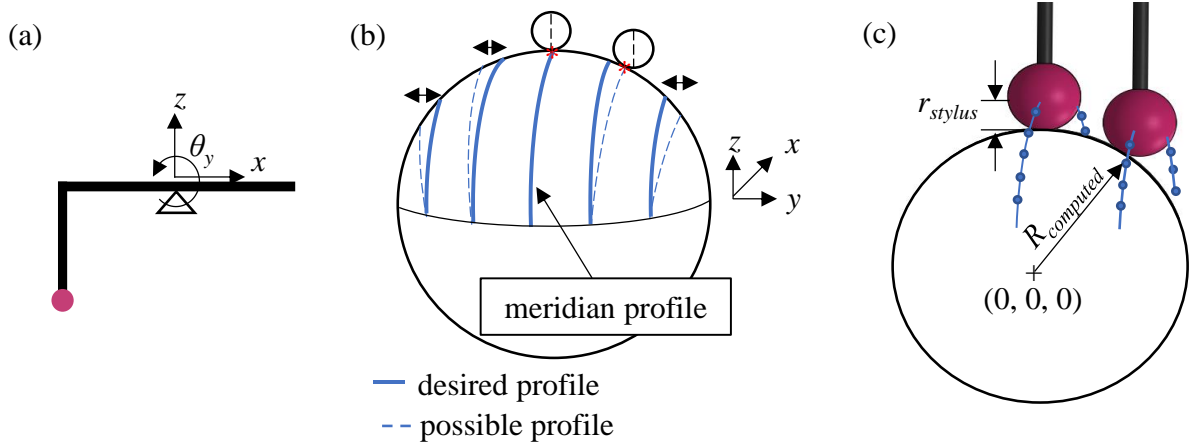 (a)
z
θy
x
(b)
z
x
y
meridian profile
desired profile
possible profile
(c)
rstylus
Rcomputed
(0, 0, 0)